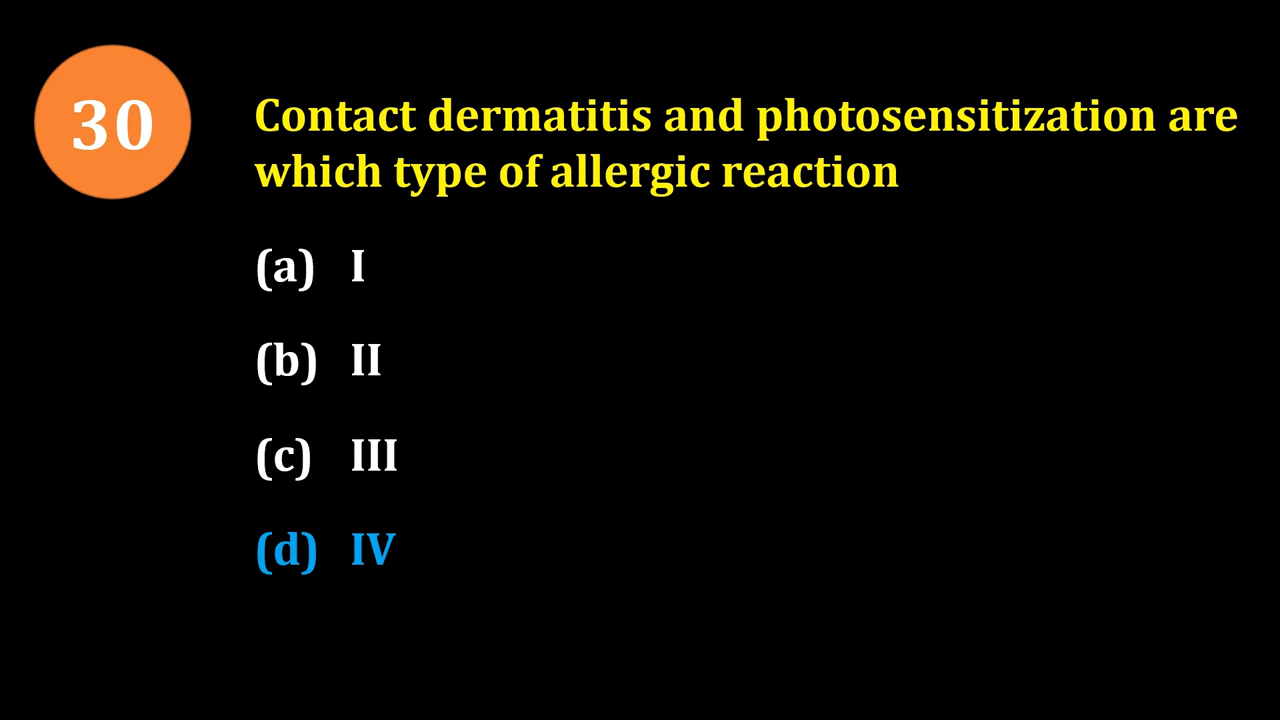 30
Contact dermatitis and photosensitization are
which type of allergic reaction
(a) I
(b) II
(c) III
(d) IV